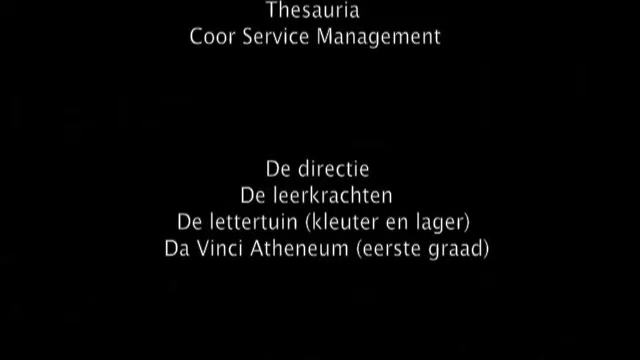 Thesauria
Coor Service Management
De directie
De leerkrachten
De lettertuin (kleuter en lager)
Da Vinci Atheneum (eerste graad)